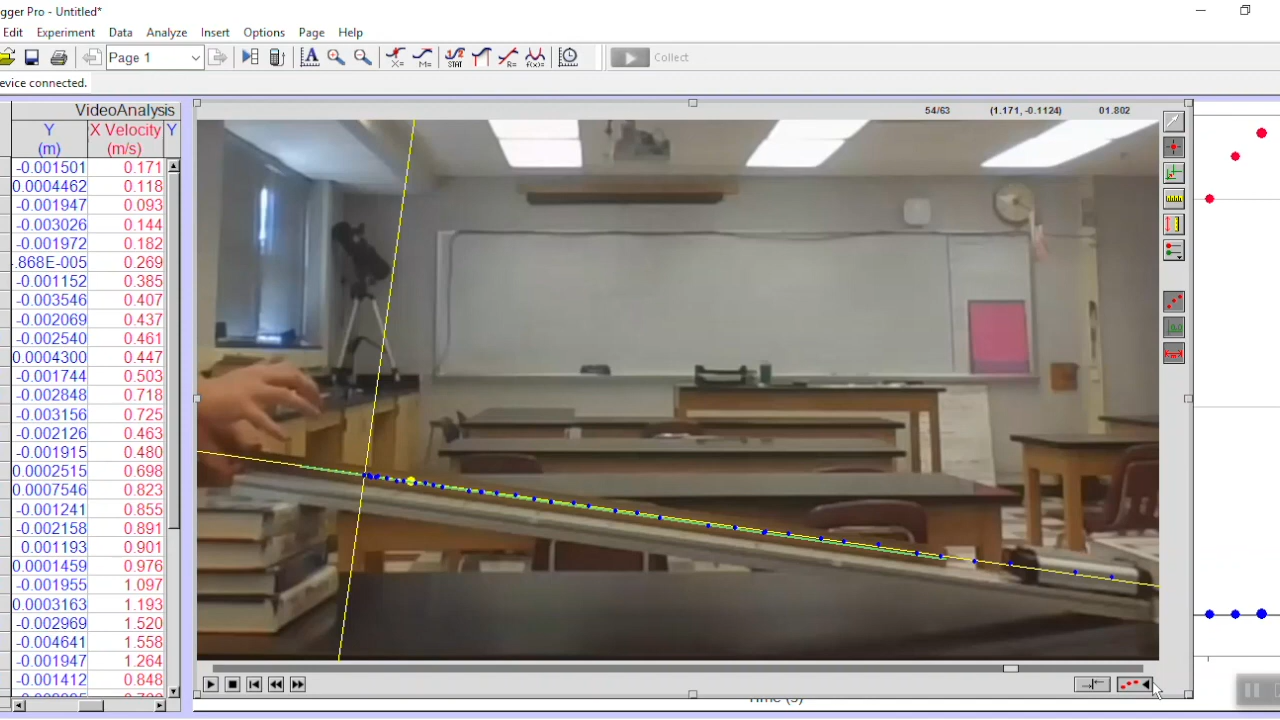 gger Pro - Untitled*
Edit Experiment Data Analyze Insert Options Page Help
Page 1
Collect
evice connected.
VideoAnalysis
Y X Velocity Y
(m) (m/s)
-0.001501 0.171
0.0004462 0.118
-0.001947 0.093
-0.003026 0.144
-0.001972 0.182
.868E-005 0.269
-0.001152 0.385
-0.003546 0.407
-0.002069 0.437
-0.002540 0.461
0.0004300 0.447
-0.001744 0.503
-0.002848 0.718
-0.003156 0.725
-0.002126 0.463
-0.001915 0.480
0.0002515 0.698
0.0007546 0.823
-0.001241 0.855
-0.002158 0.891
0.001193 0.901
0.0001459 0.976
-0.001955 1.097
0.0003163 1.193
-0.002969 1.520
-0.004641 1.558
-0.001947 1.264
-0.001412 0.848
54/63 (1.171, -0.1124) 01.802
Time (s)